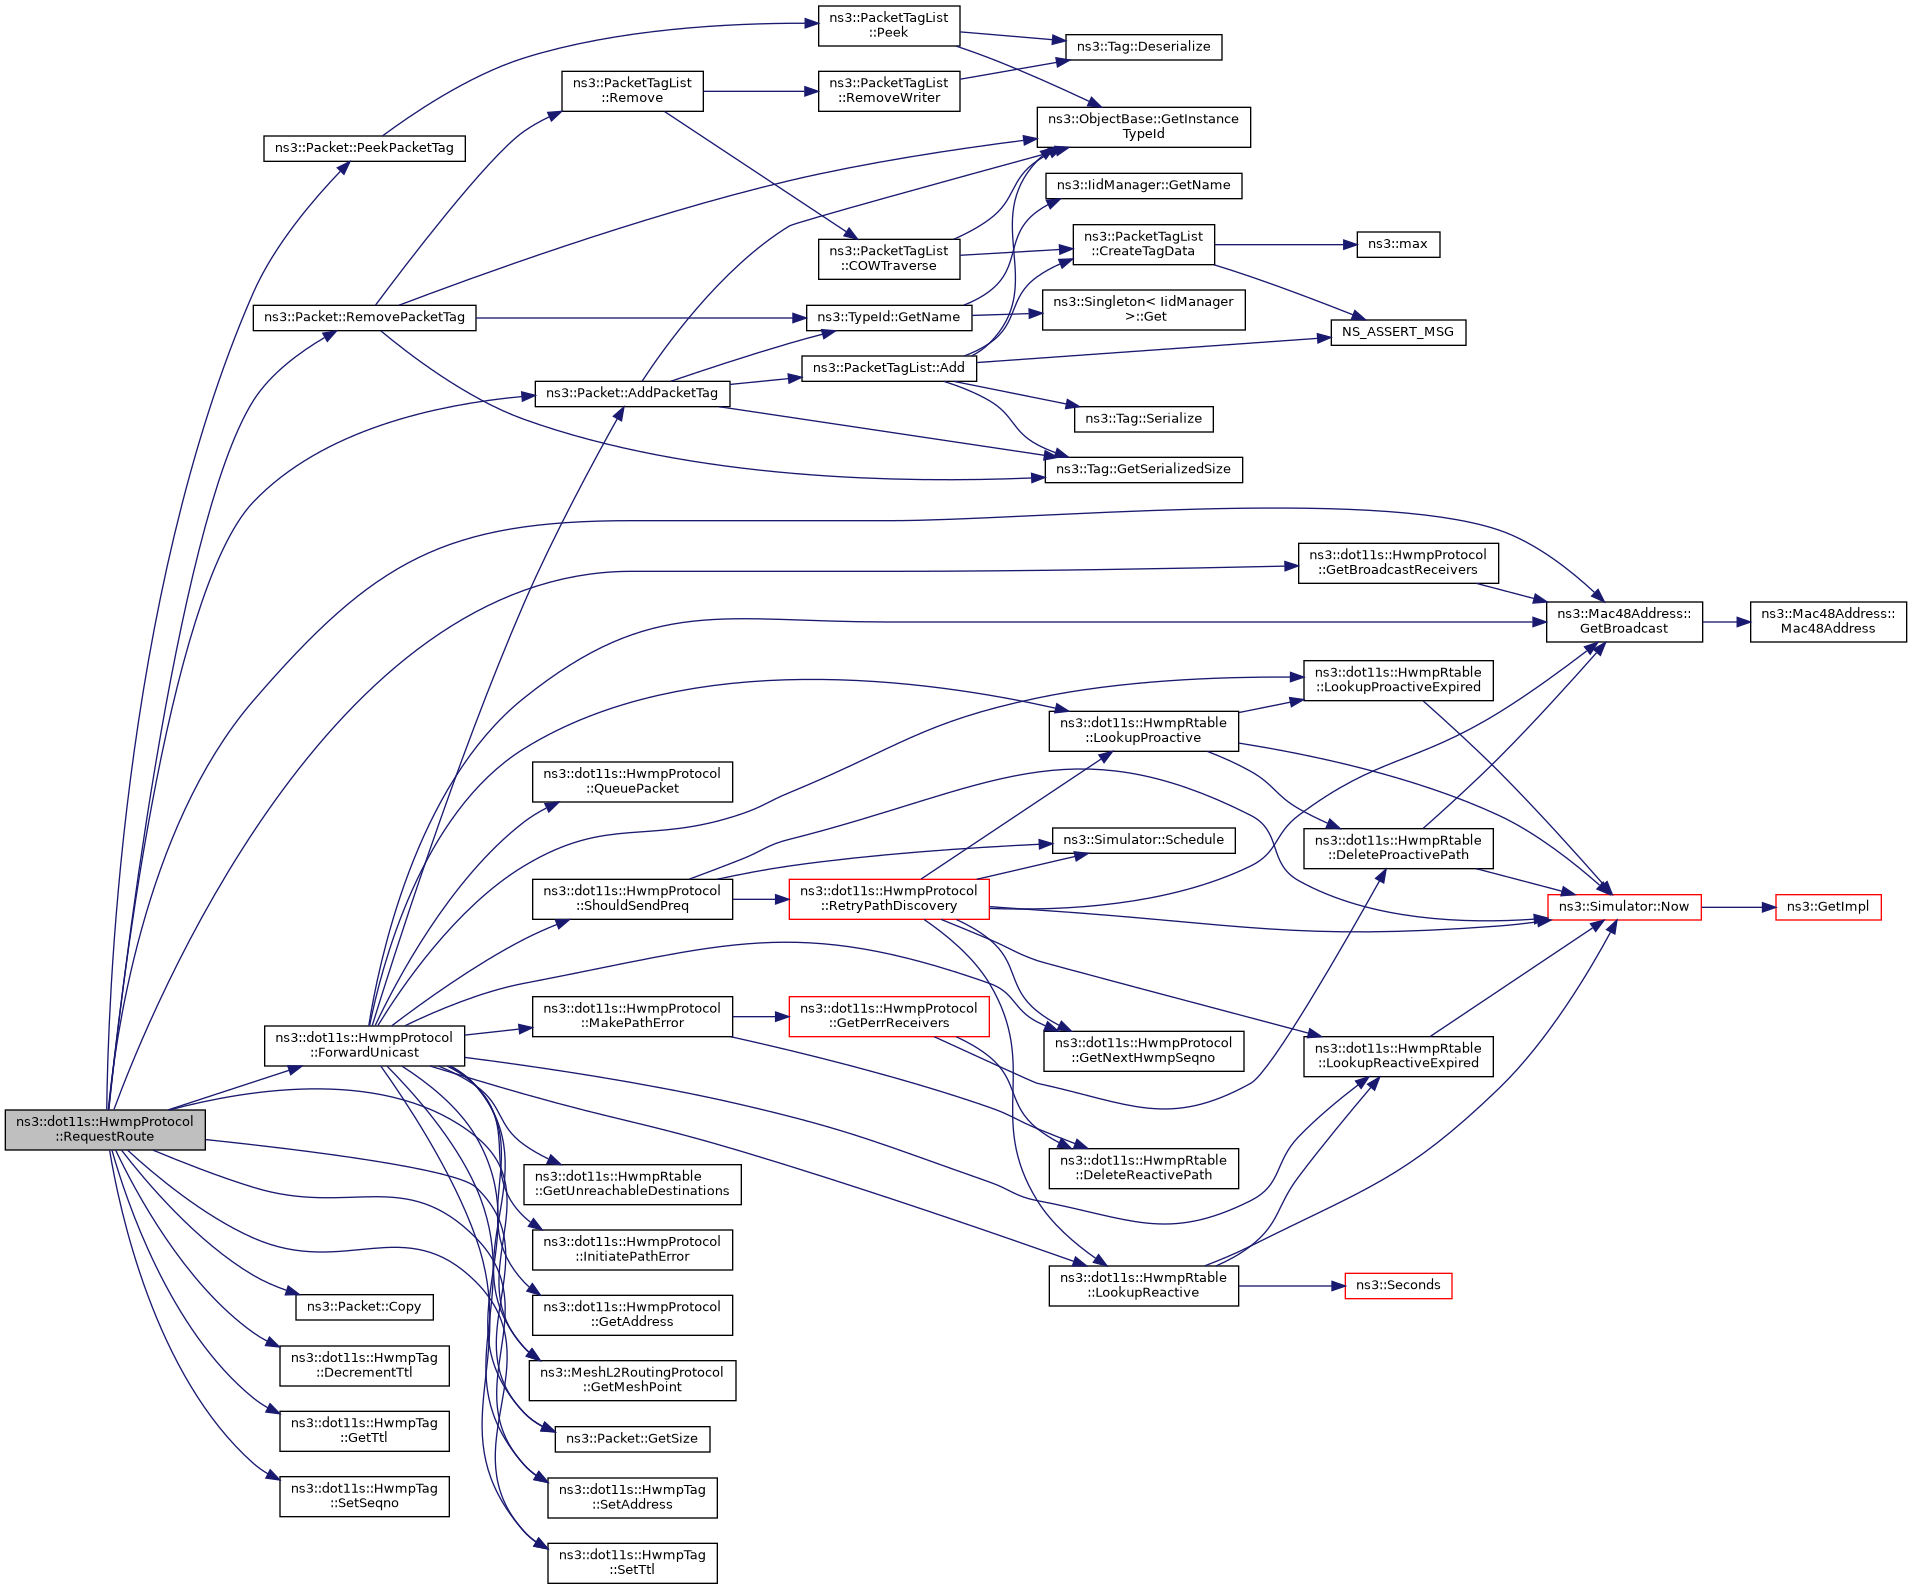 ns3::PacketTagList
::Peek
ns3::Tag::Deserialize
ns3::PacketTagList
::Remove
ns3::PacketTagList
::RemoveWriter
ns3::ObjectBase::GetInstance
TypeId
ns3::Packet::PeekPacketTag
ns3::IidManager::GetName
ns3::PacketTagList
::COWTraverse
ns3::PacketTagList
::CreateTagData
ns3::max
ns3::Packet::RemovePacketTag
ns3::TypeId::GetName
ns3::Singleton< IidManager
>::Get
NS_ASSERT_MSG
ns3::PacketTagList::Add
ns3::Packet::AddPacketTag
ns3::Tag::Serialize
ns3::Tag::GetSerializedSize
ns3::dot11s::HwmpProtocol
::GetBroadcastReceivers
ns3::Mac48Address::
GetBroadcast
ns3::Mac48Address::
Mac48Address
ns3::dot11s::HwmpRtable
::LookupProactiveExpired
ns3::dot11s::HwmpRtable
::LookupProactive
ns3::dot11s::HwmpProtocol
::QueuePacket
ns3::Simulator::Schedule
ns3::dot11s::HwmpRtable
::DeleteProactivePath
ns3::dot11s::HwmpProtocol
::ShouldSendPreq
ns3::dot11s::HwmpProtocol
::RetryPathDiscovery
ns3::Simulator::Now
ns3::GetImpl
ns3::dot11s::HwmpProtocol
::ForwardUnicast
ns3::dot11s::HwmpProtocol
::MakePathError
ns3::dot11s::HwmpProtocol
::GetPerrReceivers
ns3::dot11s::HwmpProtocol
::GetNextHwmpSeqno
ns3::dot11s::HwmpRtable
::LookupReactiveExpired
ns3::dot11s::HwmpProtocol
::RequestRoute
ns3::dot11s::HwmpRtable
::GetUnreachableDestinations
ns3::dot11s::HwmpRtable
::DeleteReactivePath
ns3::dot11s::HwmpProtocol
::InitiatePathError
ns3::dot11s::HwmpRtable
::LookupReactive
ns3::Seconds
ns3::Packet::Copy
ns3::dot11s::HwmpProtocol
::GetAddress
ns3::dot11s::HwmpTag
::DecrementTtl
ns3::MeshL2RoutingProtocol
::GetMeshPoint
ns3::dot11s::HwmpTag
::GetTtl
ns3::Packet::GetSize
ns3::dot11s::HwmpTag
::SetSeqno
ns3::dot11s::HwmpTag
::SetAddress
ns3::dot11s::HwmpTag
::SetTtl